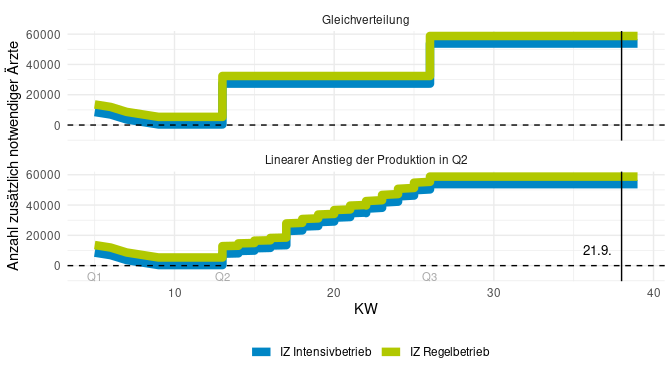 Gleichverteilung
Anzahl zusätzlich notwendiger Ärzte
60000
40000
20000
0
Linearer Anstieg der Produktion in Q2
60000
40000
20000
0
21.9.
Q1 Q2 Q3
10 20 30 40
KW
IZ Intensivbetrieb IZ Regelbetrieb